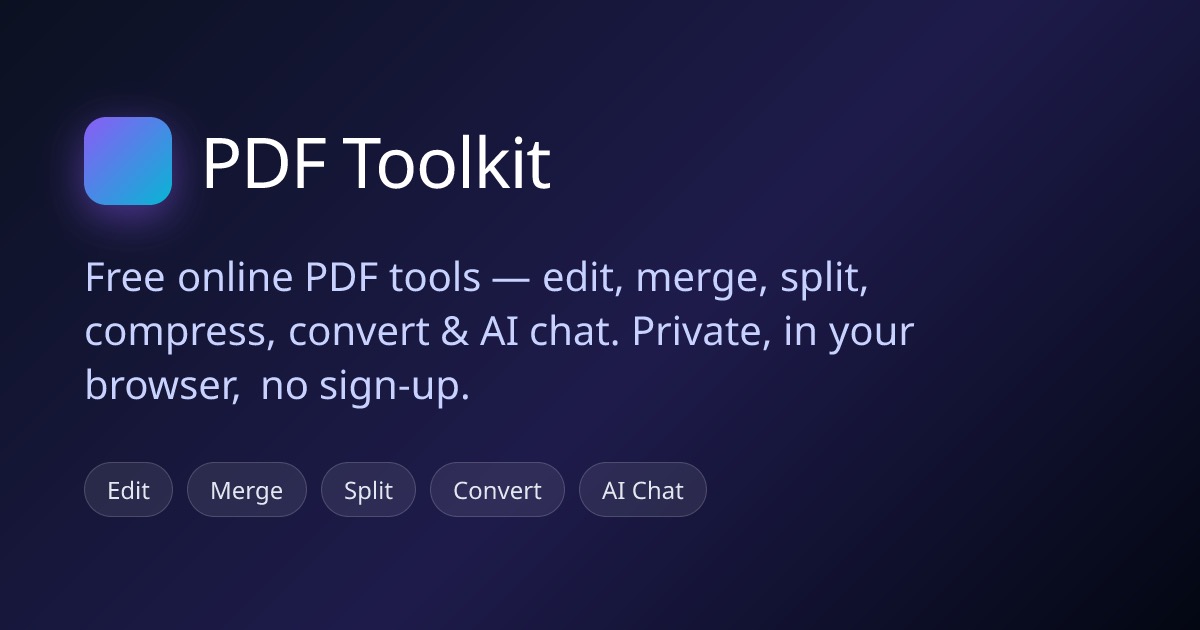 PDF Toolkit
Free online PDF tools — edit, merge, split,
compress, convert & AI chat. Private, in your
browser,  no sign-up.
Edit Merge Split Convert AI Chat